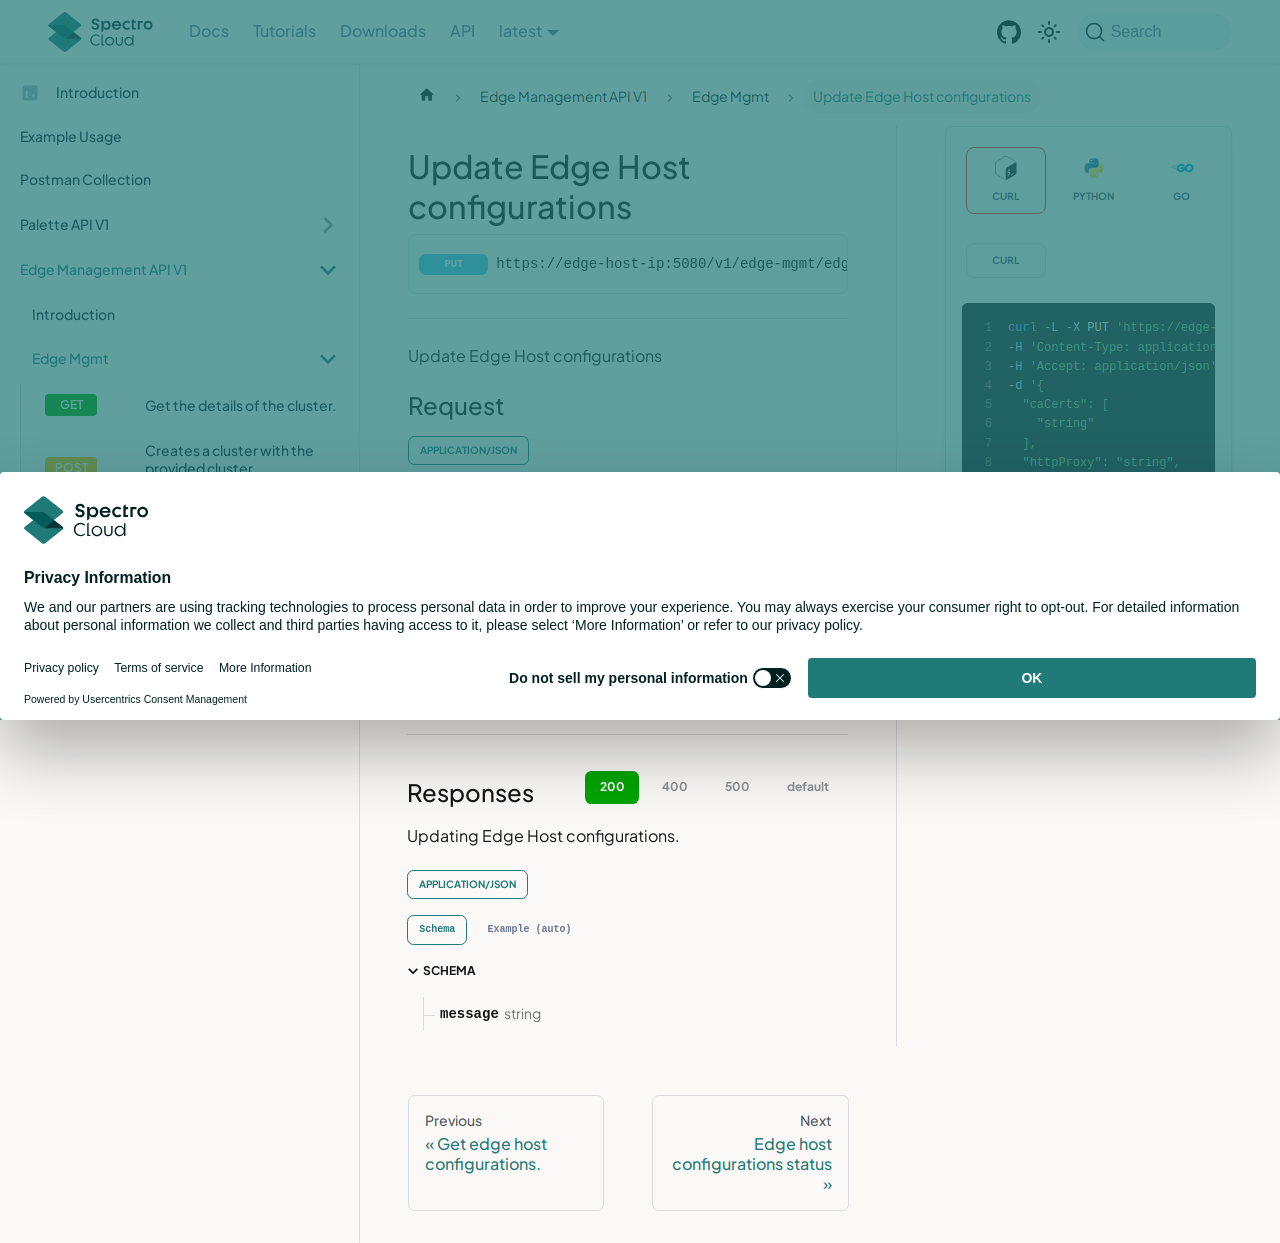 Spectro Cloud
Docs
Tutorials
Downloads
API
latest
Search
Introduction
Example Usage
Postman Collection
Palette API V1
Edge Management API V1
Introduction
Edge Mgmt
GET
Get the details of the cluster.
POST
Creates a cluster with the
provided cluster
Edge Management API V1
Edge Mgmt
Update Edge Host configurations
Update Edge Host
configurations
PUT
https://edge-host-ip:5080/v1/edge-mgmt/edg
Update Edge Host configurations
Request
APPLICATION/JSON
CURL
PYTHON
GO
CURL
1 curl -L -X PUT 'https://edge-
2 -H 'Content-Type: application
3 -H 'Accept: application/json'
4 -d '{
5 "caCerts": [
6 "string"
7 ],
8 "httpProxy": "string",
Spectro
Cloud
Privacy Information
We and our partners are using tracking technologies to process personal data in order to improve your experience. You may always exercise your consumer right to opt-out. For detailed information
about personal information we collect and third parties having access to it, please select ‘More Information’ or refer to our privacy policy.
Privacy policy
Terms of service
More Information
Do not sell my personal information
OK
Powered by Usercentrics Consent Management
Responses
200
400
500
default
Updating Edge Host configurations.
APPLICATION/JSON
Schema
Example (auto)
SCHEMA
message string
Previous
« Get edge host
configurations.
Next
Edge host
configurations status
»